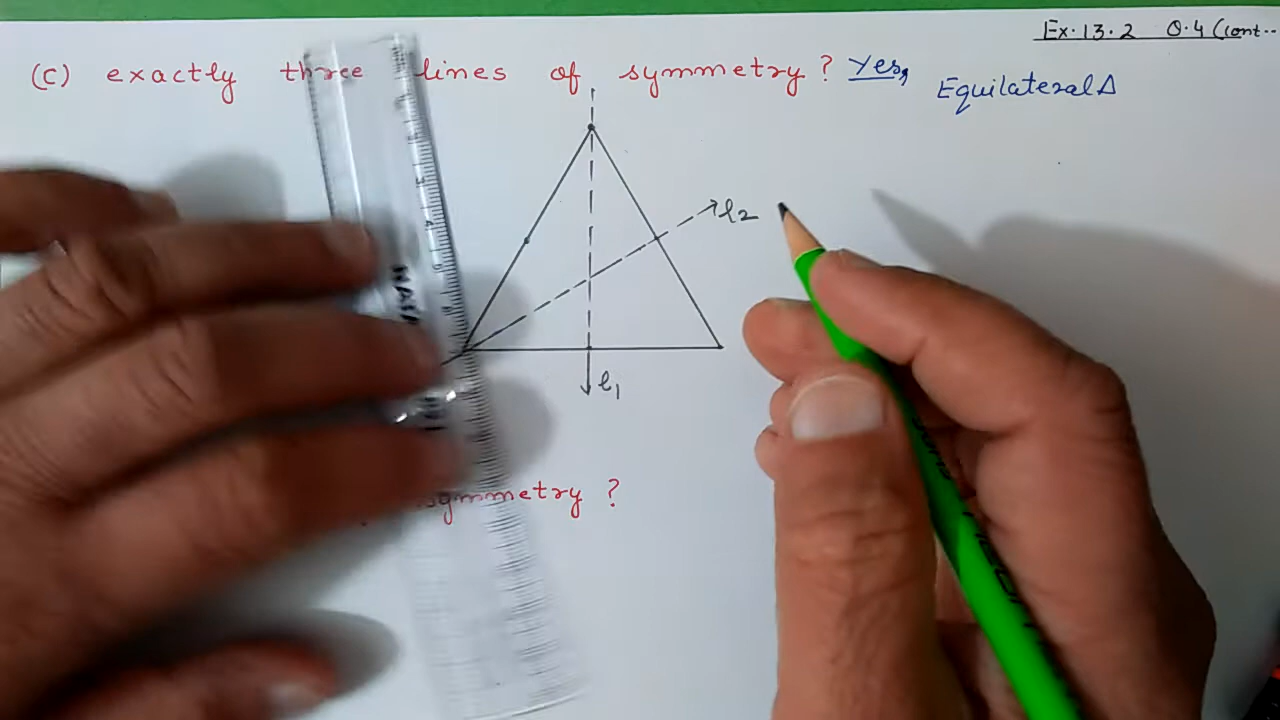 Ex. 13.2 Q.4 (cont..
(c) exactly three lines of symmetry? Yes,
Equilateral Δ
l2
l1
symmetry ?